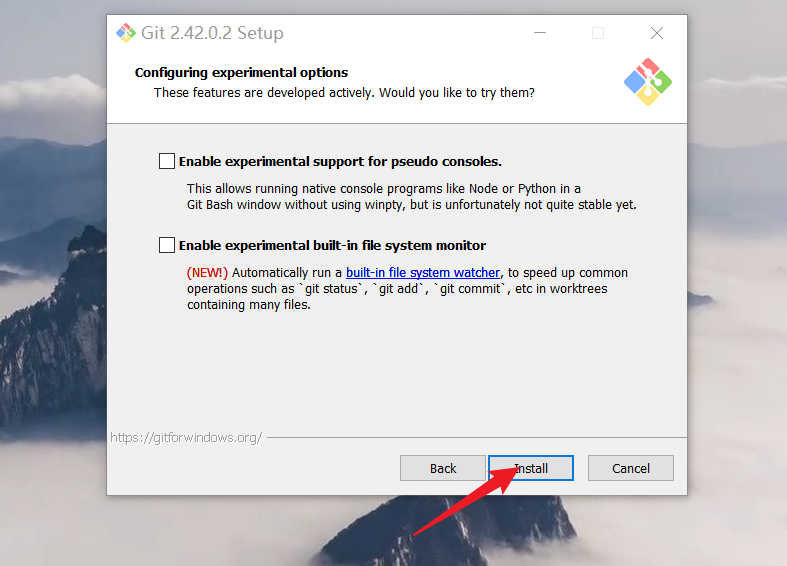 Git 2.42.0.2 Setup
Configuring experimental options
These features are developed actively. Would you like to try them?
Enable experimental support for pseudo consoles.
This allows running native console programs like Node or Python in a
Git Bash window without using winpty, but is unfortunately not quite stable yet.
Enable experimental built-in file system monitor
(NEW!) Automatically run a built-in file system watcher, to speed up common
operations such as `git status`, `git add`, `git commit`, etc in worktrees
containing many files.
https://gitforwindows.org/
Back
Install
Cancel